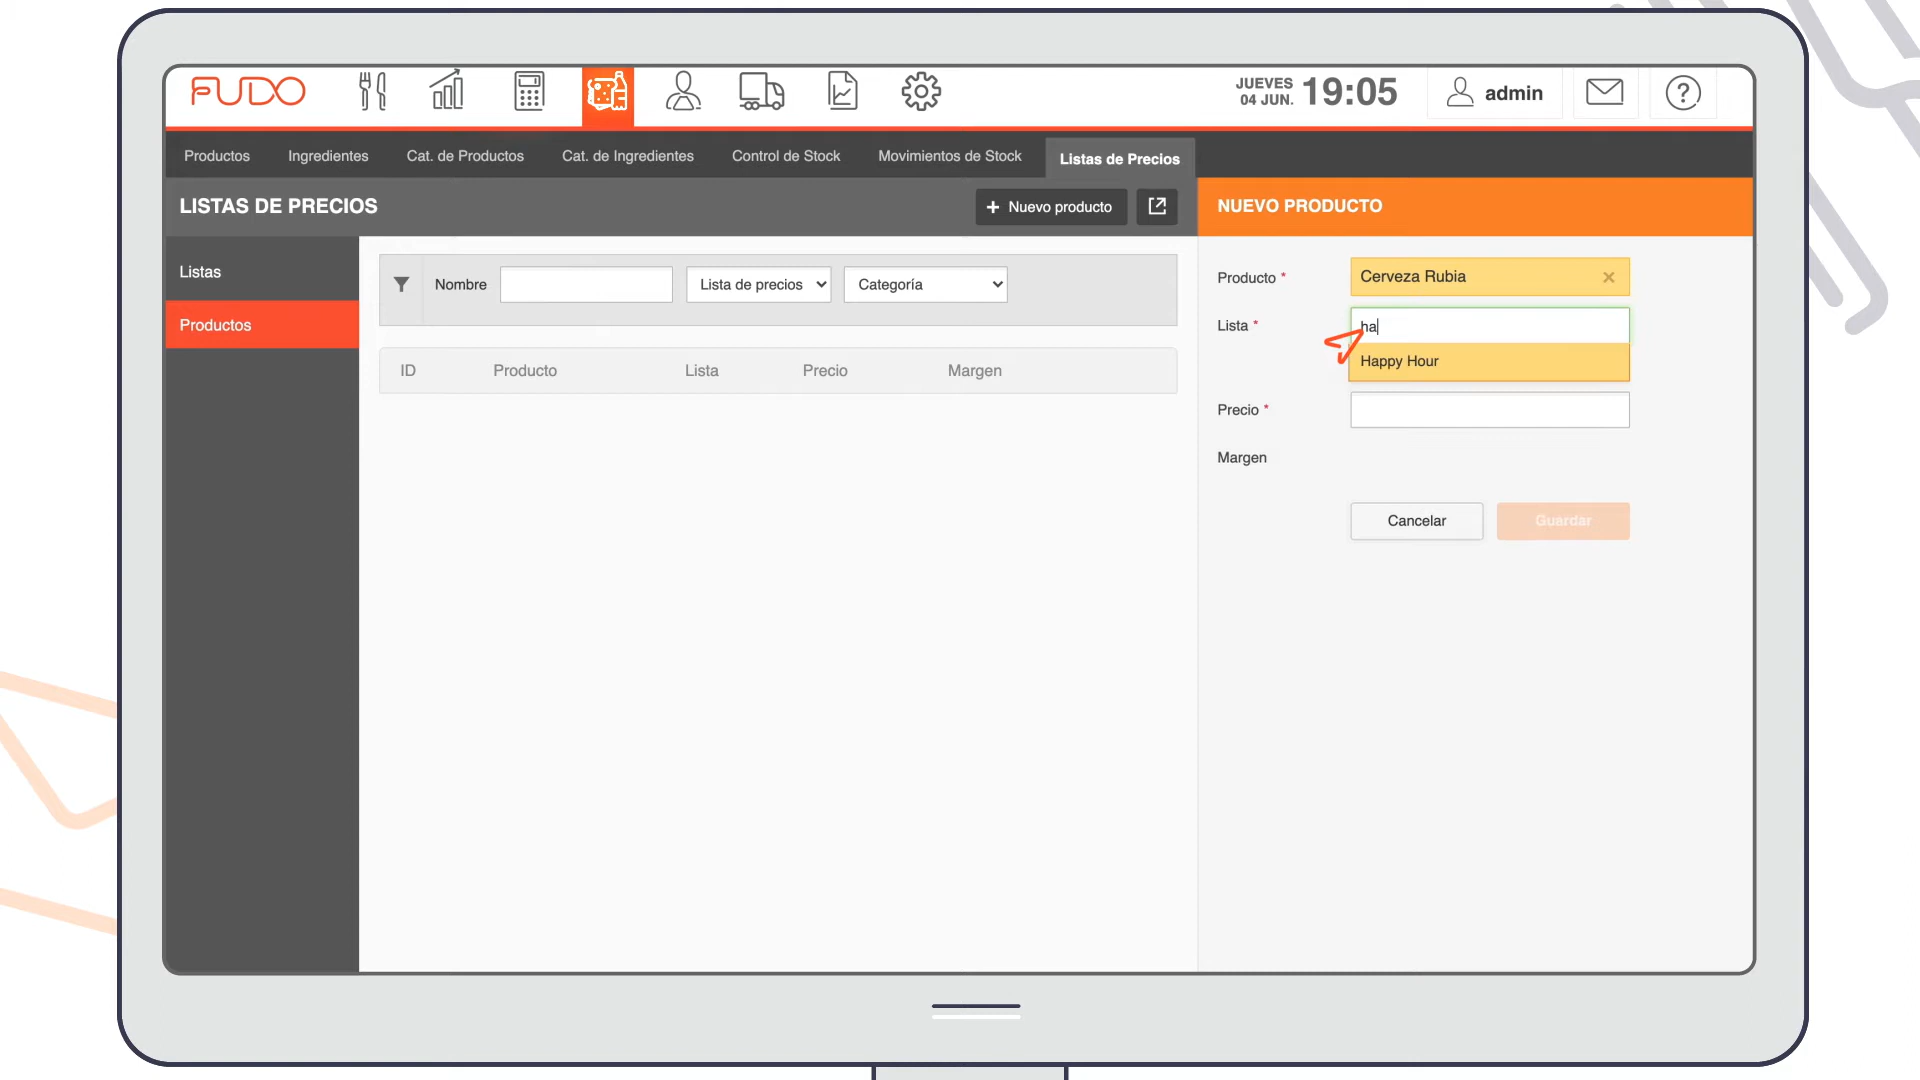 FUDO
JUEVES
04 JUN.
19:05
admin
Productos
Ingredientes
Cat. de Productos
Cat. de Ingredientes
Control de Stock
Movimientos de Stock
Listas de Precios
LISTAS DE PRECIOS
+ Nuevo producto
NUEVO PRODUCTO
Listas
Productos
Nombre
Lista de precios
Categoría
ID
Producto
Lista
Precio
Margen
Producto *
Cerveza Rubia
Lista *
ha
Happy Hour
Precio *
Margen
Cancelar
Guardar